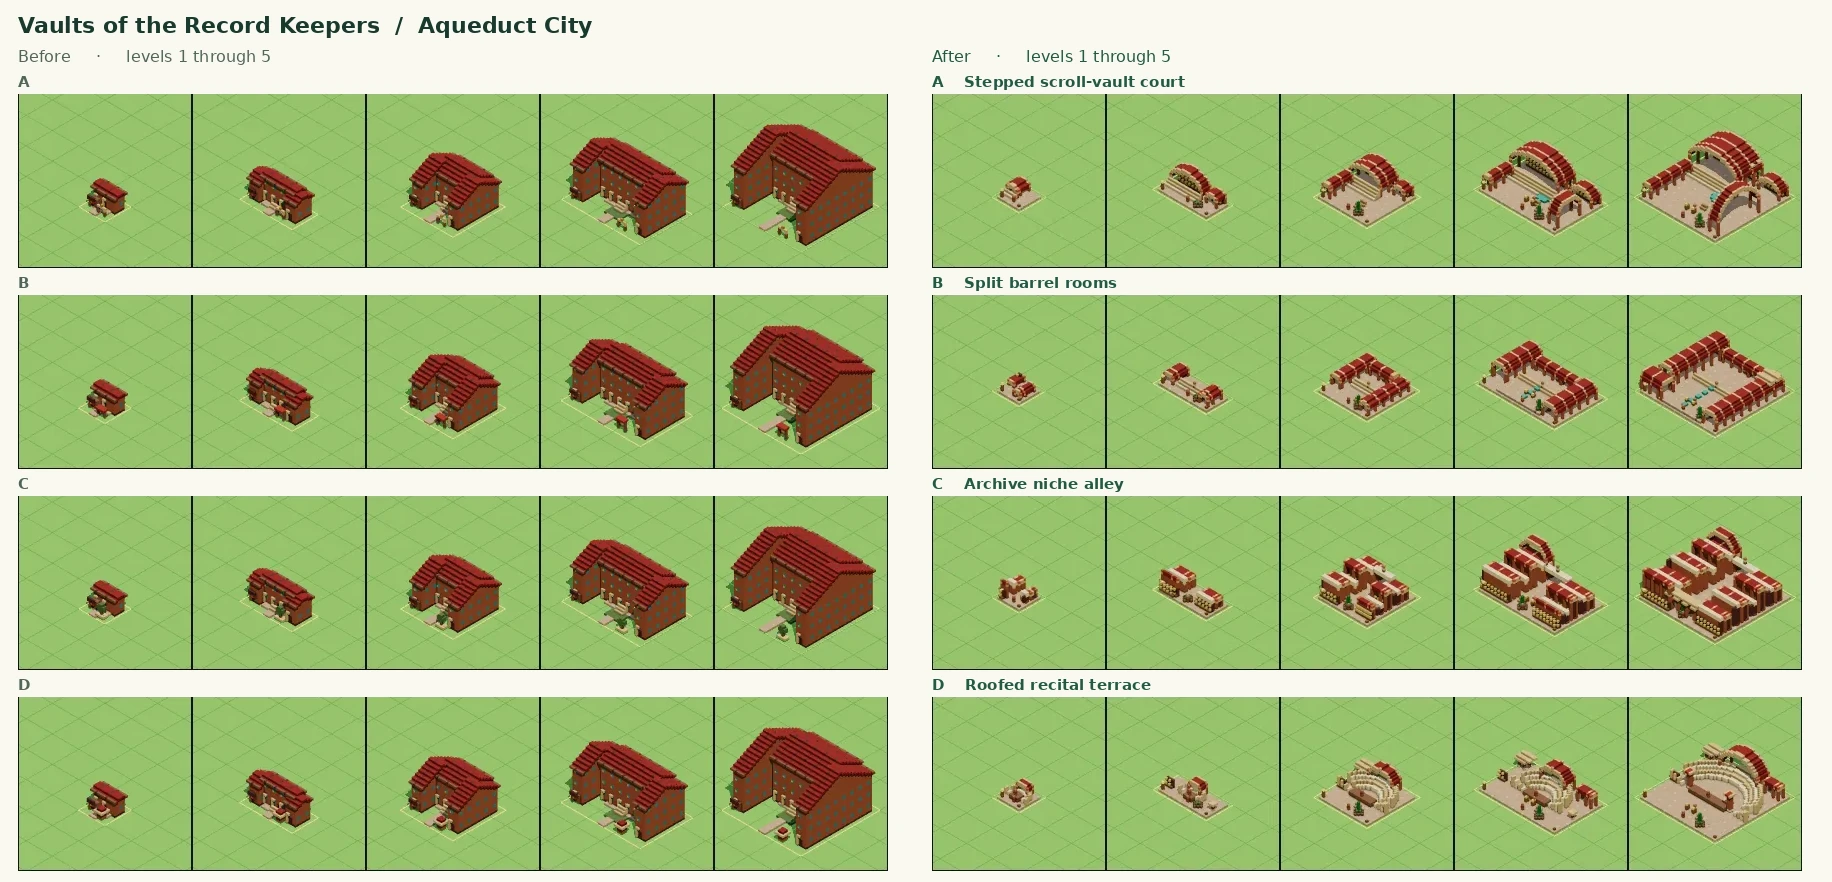 Vaults of the Record Keepers / Aqueduct City
Before · levels 1 through 5
A
B
C
D
After · levels 1 through 5
A Stepped scroll-vault court
B Split barrel rooms
C Archive niche alley
D Roofed recital terrace